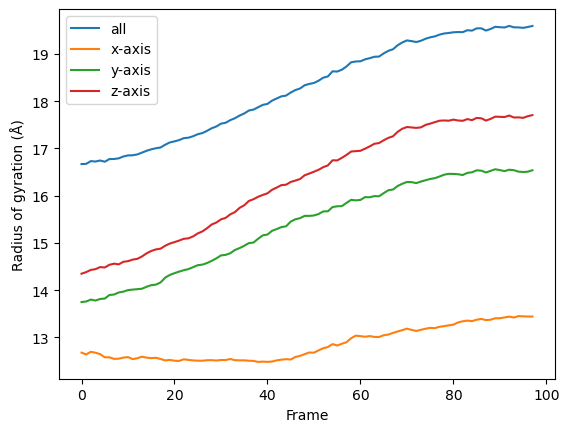 all
x-axis
y-axis
z-axis
Radius of gyration (Å)
19
18
17
16
15
14
13
0 20 40 60 80 100
Frame